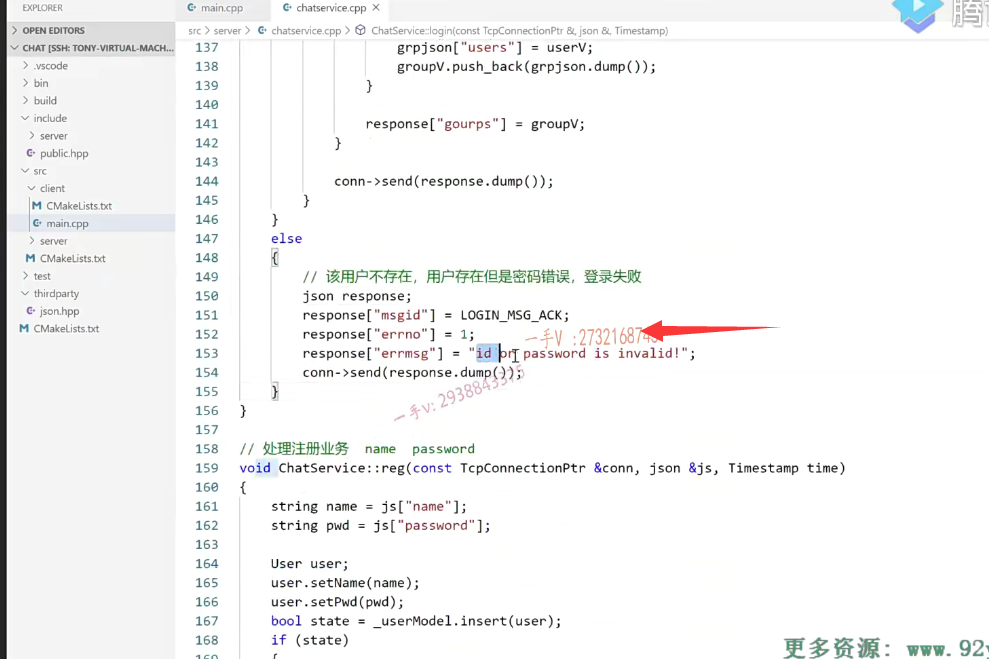 EXPLORER
main.cpp
chatservice.cpp
OPEN EDITORS
CHAT [SSH: TONY-VIRTUAL-MACH...
src > server > chatservice.cpp > ChatService::login(const TcpConnectionPtr &, json &, Timestamp)
.vscode
bin
build
include
server
public.hpp
src
client
CMakeLists.txt
main.cpp
server
CMakeLists.txt
test
thirdparty
json.hpp
CMakeLists.txt
137 grpjson["users"] = userV;
138 groupV.push_back(grpjson.dump());
139 }
140
141 response["gourps"] = groupV;
142 }
143
144 conn->send(response.dump());
145 }
146 }
147 else
148 {
149 // 该用户不存在，用户存在但是密码错误，登录失败
150 json response;
151 response["msgid"] = LOGIN_MSG_ACK;
152 response["errno"] = 1;
153 response["errmsg"] = "id or password is invalid!";
154 conn->send(response.dump());
155 }
156 }
157
158 // 处理注册业务 name password
159 void ChatService::reg(const TcpConnectionPtr &conn, json &js, Timestamp time)
160 {
161 string name = js["name"];
162 string pwd = js["password"];
163
164 User user;
165 user.setName(name);
166 user.setPwd(pwd);
167 bool state = _userModel.insert(user);
168 if (state)
169 {
一手V :27321687
一手v: 2938843375
腾
更多资源: www.92y